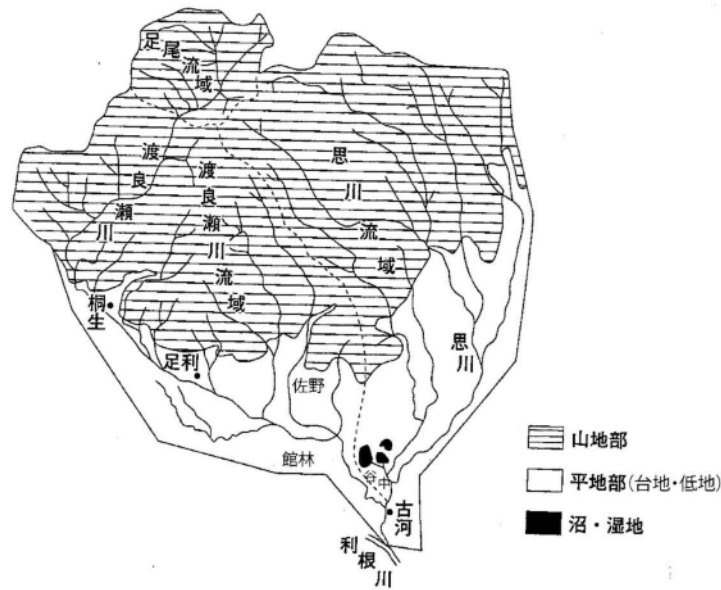 足尾流域
渡良瀬川
渡良瀬川流域
思川流域
桐生
足利
佐野
思川
館林
谷中
古河
利根川
山地部
平地部(台地・低地)
沼・湿地